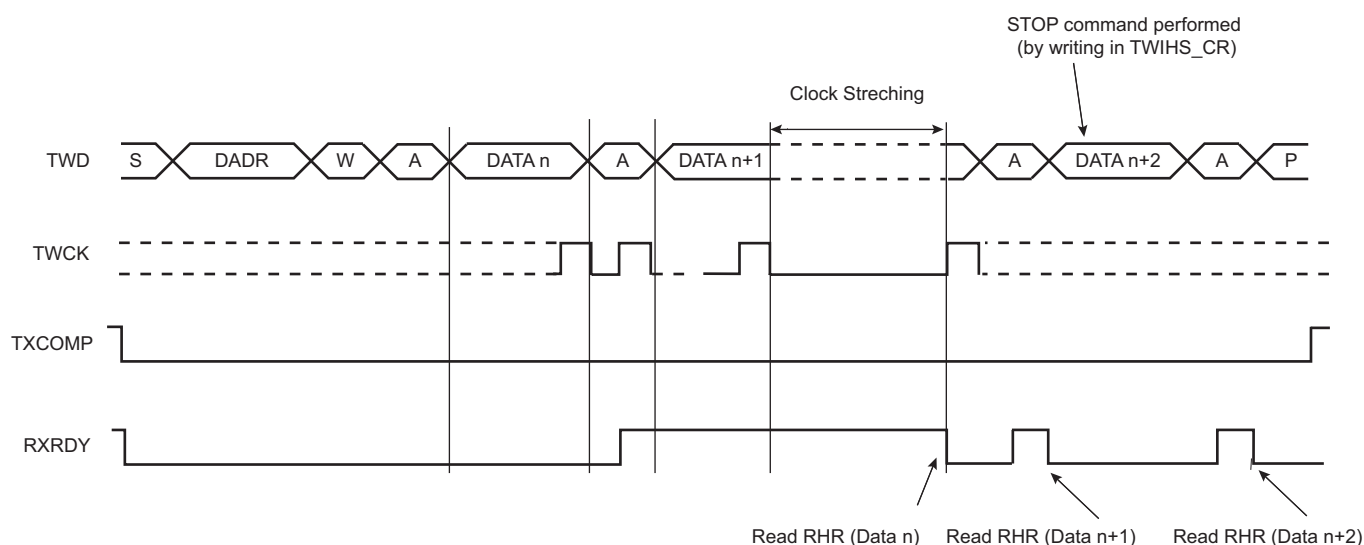 STOP command performed
(by writing in TWIHS_CR)
Clock Streching
TWD S DADR W A DATA n A DATA n+1 A DATA n+2 A P
TWCK
TXCOMP
RXRDY
Read RHR (Data n) Read RHR (Data n+1) Read RHR (Data n+2)